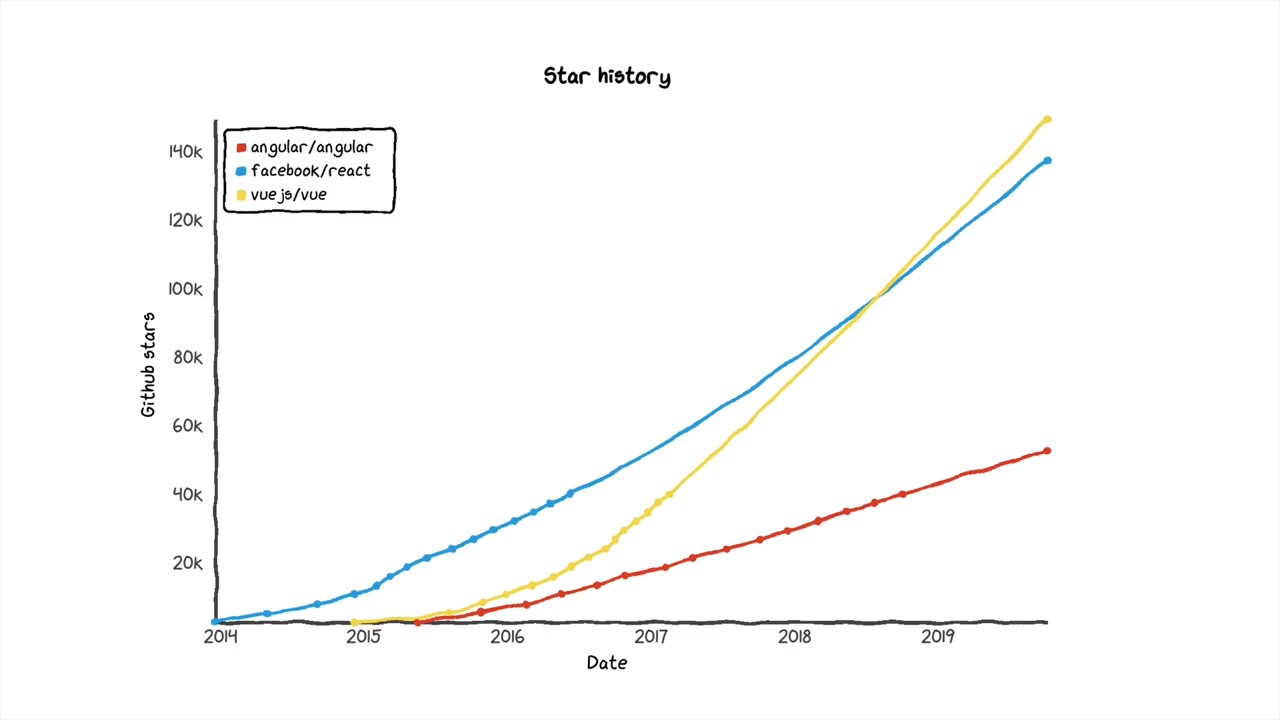 Star history
angular/angular
facebook/react
vuejs/vue
140K
120K
100K
80K
60K
40K
20K
Github stars
2014
2015
2016
2017
2018
2019
Date